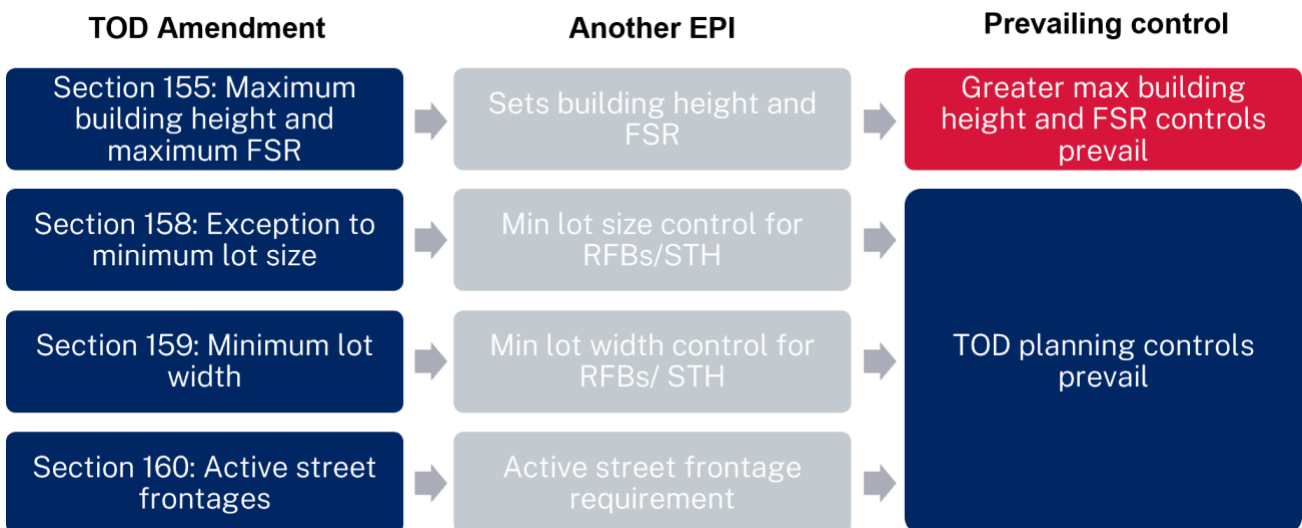 TOD Amendment
Another EPI
Prevailing control
Section 155: Maximum
building height and
maximum FSR
Sets building height and
FSR
Greater max building
height and FSR controls
prevail
Section 158: Exception to
minimum lot size
Min lot size control for
RFBs/STH
TOD planning controls
prevail
Section 159: Minimum lot
width
Min lot width control for
RFBs/ STH
Section 160: Active street
frontages
Active street frontage
requirement